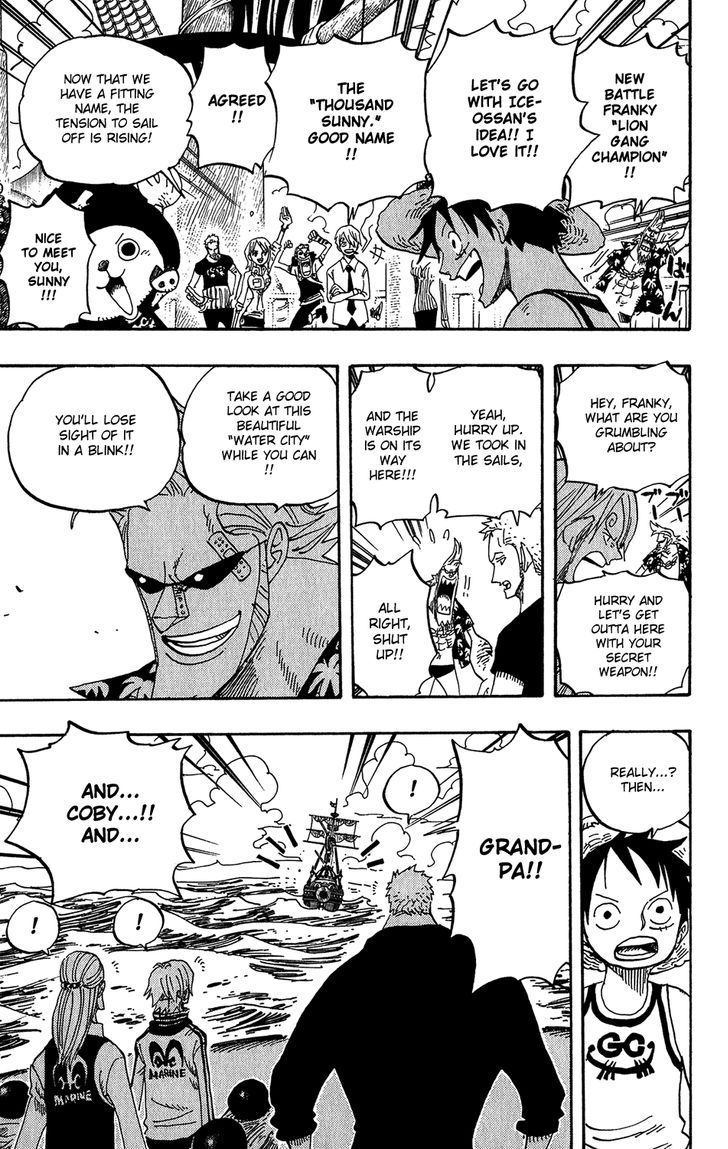 NEW
BATTLE
FRANKY
"LION
GANG
CHAMPION"
!!
LET'S GO
WITH ICE-
OSSAN'S
IDEA!! I
LOVE IT!!
THE
"THOUSAND
SUNNY."
GOOD NAME
!!
AGREED
!!
NOW THAT WE
HAVE A FITTING
NAME, THE
TENSION TO SAIL
OFF IS RISING!
NICE
TO MEET
YOU,
SUNNY
!!!
HEY, FRANKY,
WHAT ARE YOU
GRUMBLING
ABOUT?
HURRY AND
LET'S GET
OUTTA HERE
WITH YOUR
SECRET
WEAPON!!
YEAH,
HURRY UP.
WE TOOK IN
THE SAILS,
AND THE
WARSHIP
IS ON ITS
WAY
HERE!!!
ALL
RIGHT,
SHUT
UP!!
TAKE A GOOD
LOOK AT THIS
BEAUTIFUL
"WATER CITY"
WHILE YOU CAN
!!
YOU'LL LOSE
SIGHT OF IT
IN A BLINK!!
REALLY...?
THEN...
GC
GRAND-
PA!!
!
AND...
COBY...!!
AND...
!
!
MARINE
MARINE